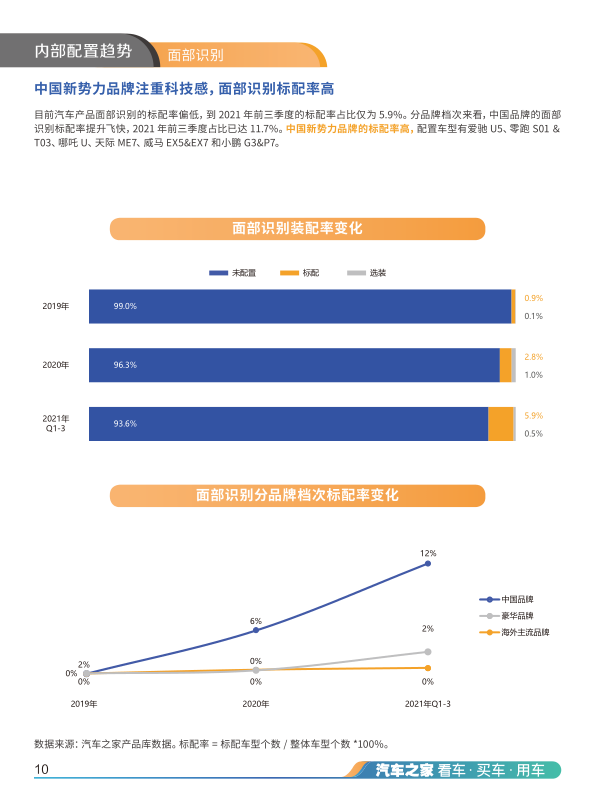 内部配置趋势
面部识别
中国新势力品牌注重科技感，面部识别标配率高
目前汽车产品面部识别的标配率偏低，到 2021 年前三季度的标配率占比仅为 5.9%。分品牌档次来看，中国品牌的面部
识别标配率提升飞快，2021 年前三季度占比已达 11.7%。中国新势力品牌的标配率高，配置车型有爱驰 U5、零跑 S01 &
T03、哪吒 U、天际 ME7、威马 EX5&EX7 和小鹏 G3&P7。
面部识别装配率变化
未配置 标配 选装
2019年 99.0% 0.9%
0.1%
2020年 96.3% 2.8%
1.0%
2021年
Q1-3
93.6% 5.9%
0.5%
面部识别分品牌档次标配率变化
12%
中国品牌
豪华品牌
海外主流品牌
6%
2%
2%
0%
0%
0%
0%
0%
2019年 2020年 2021年Q1-3
数据来源：汽车之家产品库数据。标配率 = 标配车型个数 / 整体车型个数 *100%。
10
汽车之家 看车 · 买车 · 用车